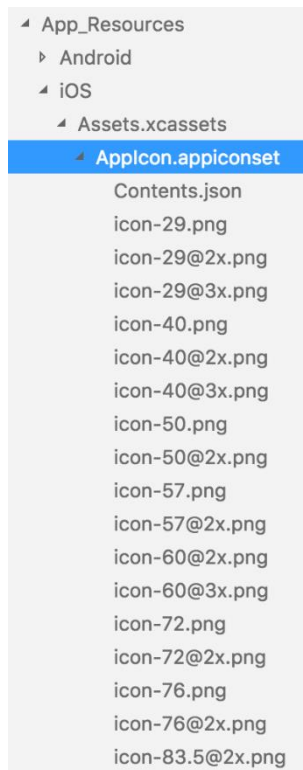 App_Resources
Android
iOS
Assets.xcassets
AppIcon.appiconset
Contents.json
icon-29.png
icon-29@2x.png
icon-29@3x.png
icon-40.png
icon-40@2x.png
icon-40@3x.png
icon-50.png
icon-50@2x.png
icon-57.png
icon-57@2x.png
icon-60@2x.png
icon-60@3x.png
icon-72.png
icon-72@2x.png
icon-76.png
icon-76@2x.png
icon-83.5@2x.png